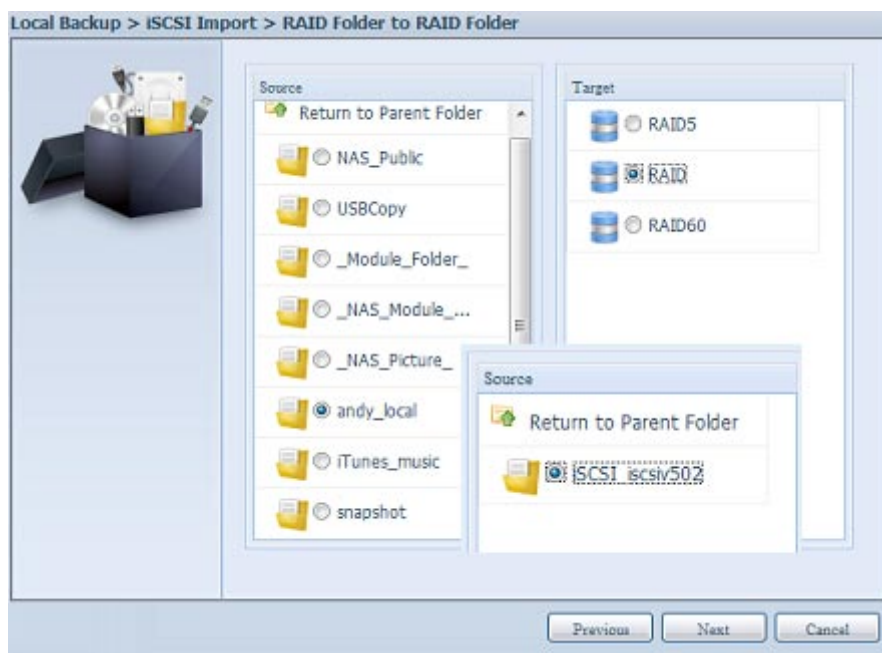 Local Backup > iSCSI Import > RAID Folder to RAID Folder
Source
Return to Parent Folder
NAS_Public
USBCopy
_Module_Folder_
_NAS_Module_...
_NAS_Picture_
andy_local
iTunes_music
snapshot
Target
RAID5
RAID
RAID60
Source
Return to Parent Folder
iSCSI_iscsiv502
Previous
Next
Cancel